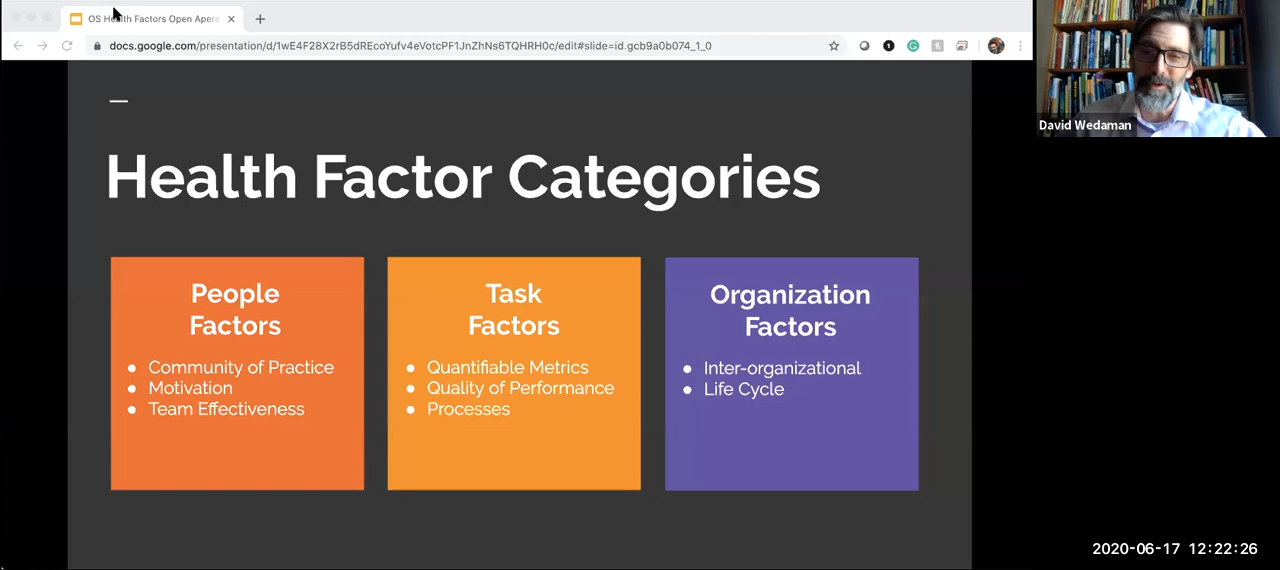 OS Health Factors Open Apere
docs.google.com/presentation/d/1wE4F28X2rB5dREcoYufv4eVotcPF1JnZhNs6TQHRH0c/edit#slide=id.gcb9a0b074_1_0
David Wedaman
Health Factor Categories
People
Factors
● Community of Practice
● Motivation
● Team Effectiveness
Task
Factors
● Quantifiable Metrics
● Quality of Performance
● Processes
Organization
Factors
● Inter-organizational
● Life Cycle
2020-06-17 12:22:26